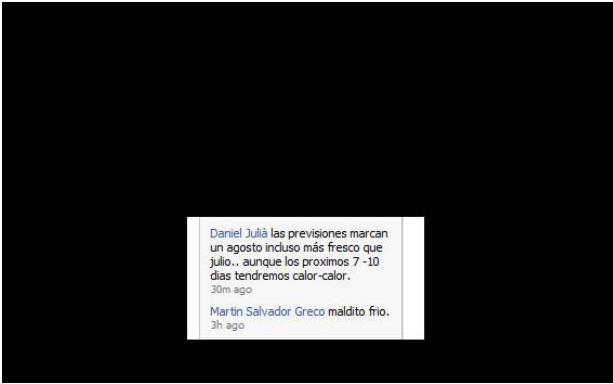 Daniel Julià las previsiones marcan
un agosto incluso más fresco que
julio.. aunque los proximos 7 -10
dias tendremos calor-calor.
30m ago
Martin Salvador Greco maldito frio.
3h ago